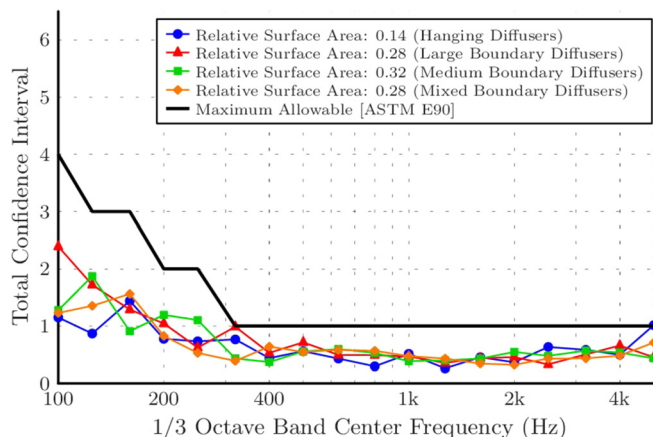 Relative Surface Area: 0.14 (Hanging Diffusers)
Relative Surface Area: 0.28 (Large Boundary Diffusers)
Relative Surface Area: 0.32 (Medium Boundary Diffusers)
Relative Surface Area: 0.28 (Mixed Boundary Diffusers)
Maximum Allowable [ASTM E90]
Total Confidence Interval
6
5
4
3
2
1
0
100 200 400 1k 2k 4k
1/3 Octave Band Center Frequency (Hz)